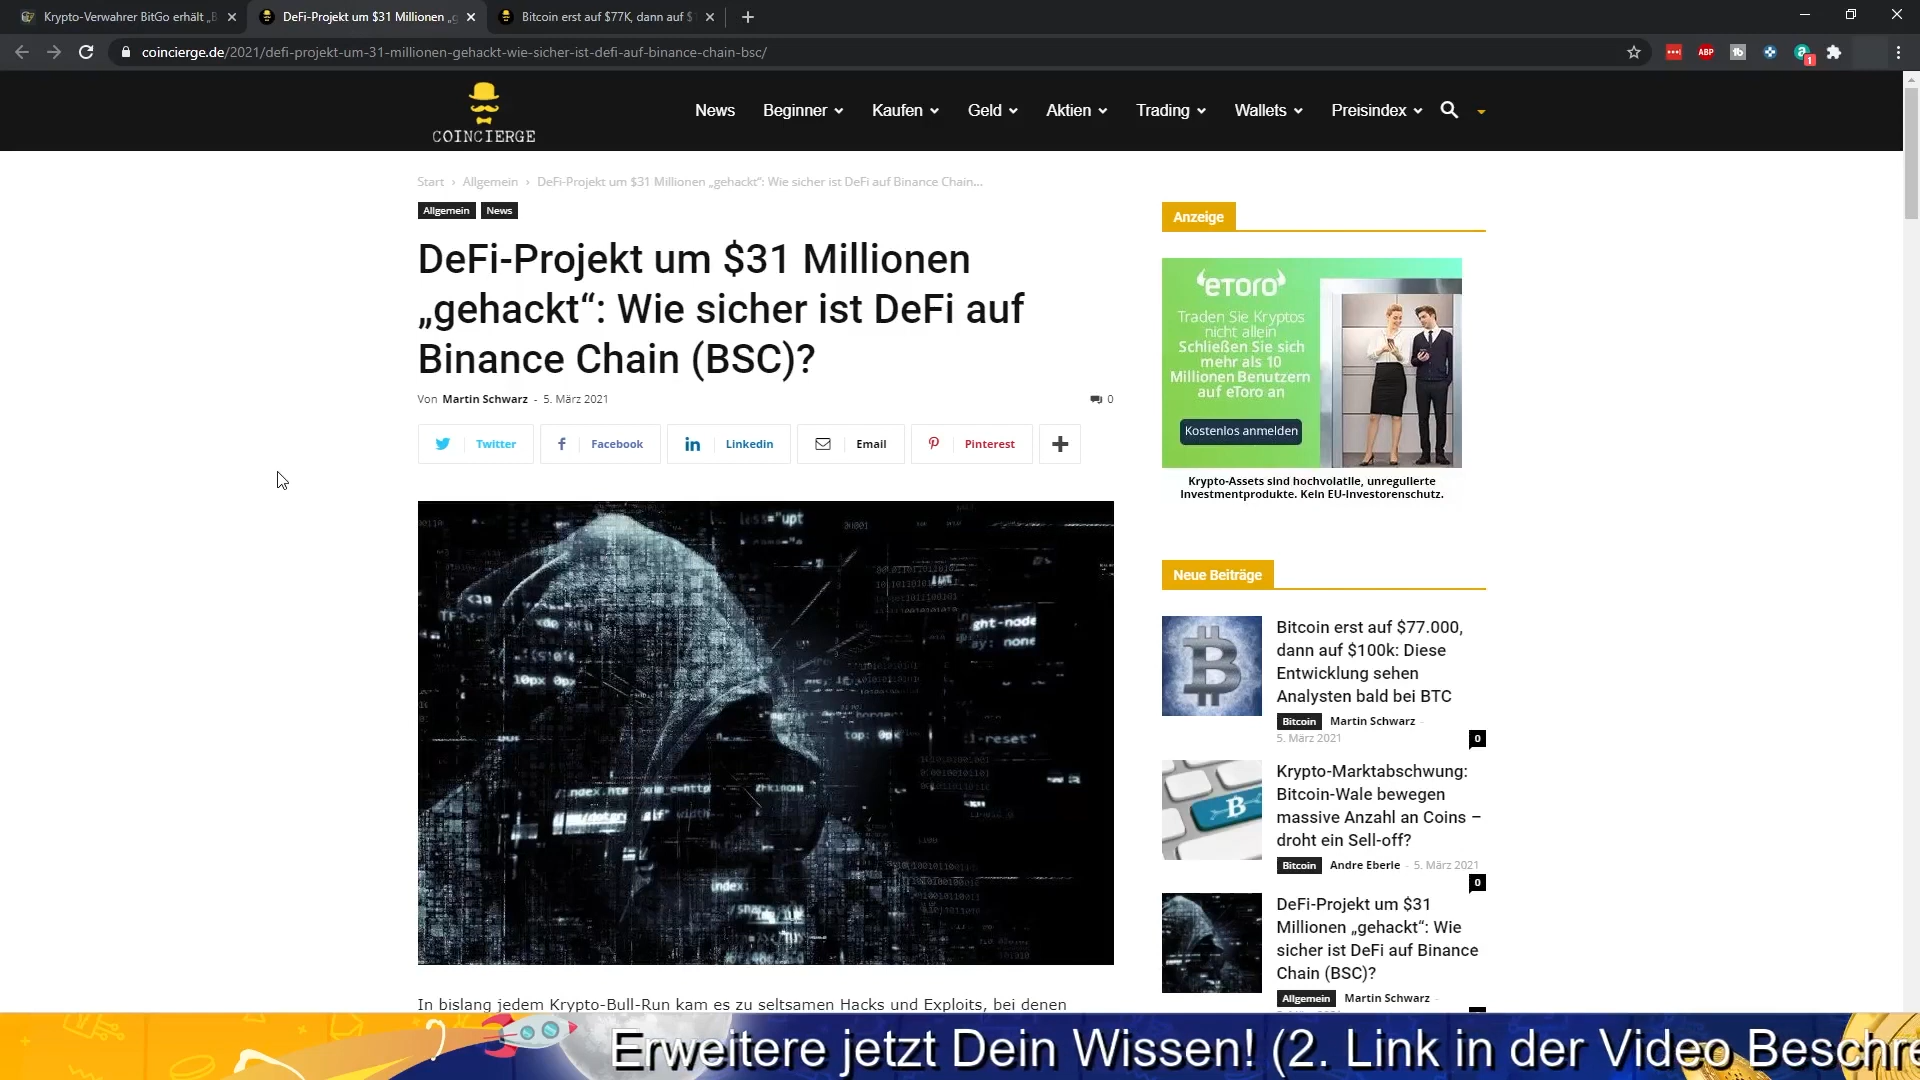 Krypto-Verwahrer BitGo erhält „B
DeFi-Projekt um $31 Millionen „g
Bitcoin erst auf $77K, dann auf $1
coincierge.de/2021/defi-projekt-um-31-millionen-gehackt-wie-sicher-ist-defi-auf-binance-chain-bsc/
ABP
1
COINCIERGE
News
Beginner
Kaufen
Geld
Aktien
Trading
Wallets
Preisindex
Start › Allgemein › DeFi-Projekt um $31 Millionen „gehackt“: Wie sicher ist DeFi auf Binance Chain...
Allgemein News
DeFi-Projekt um $31 Millionen
„gehackt“: Wie sicher ist DeFi auf
Binance Chain (BSC)?
Von Martin Schwarz - 5. März 2021
0
Twitter
Facebook
Linkedin
Email
Pinterest
In bislang jedem Krypto-Bull-Run kam es zu seltsamen Hacks und Exploits, bei denen
Anzeige
eToro
Traden Sie Kryptos
nicht allein
Schließen Sie sich
mehr als 10
Millionen Benutzern
auf eToro an
Kostenlos anmelden
Krypto-Assets sind hochvolatile, unregulierte
Investmentprodukte. Kein EU-Investorenschutz.
Neue Beiträge
Bitcoin erst auf $77.000,
dann auf $100k: Diese
Entwicklung sehen
Analysten bald bei BTC
Bitcoin Martin Schwarz -
5. März 2021
0
Krypto-Marktabschwung:
Bitcoin-Wale bewegen
massive Anzahl an Coins –
droht ein Sell-off?
Bitcoin Andre Eberle - 5. März 2021
0
DeFi-Projekt um $31
Millionen „gehackt“: Wie
sicher ist DeFi auf Binance
Chain (BSC)?
Allgemein Martin Schwarz -
Erweitere jetzt Dein Wissen! (2. Link in der Video Beschre